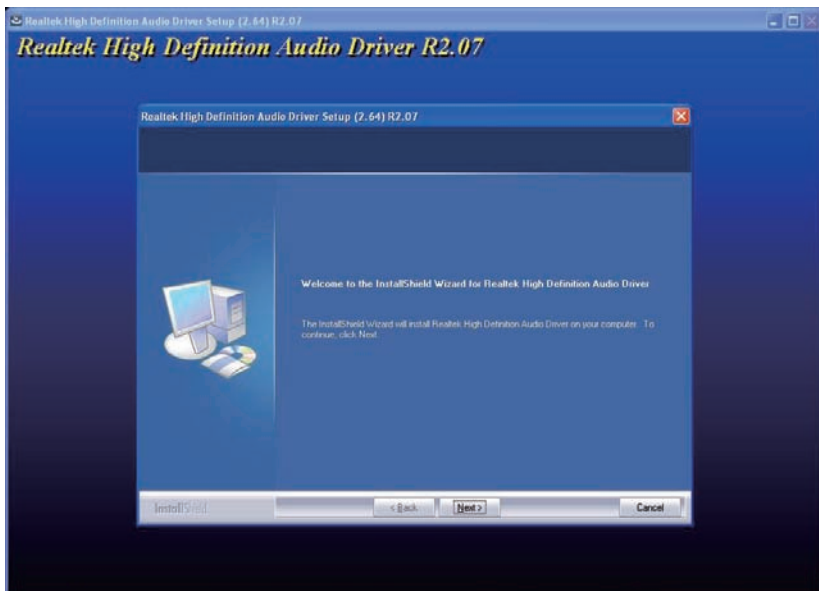 Realtek High Definition Audio Driver Setup (2.64) R2.07
Realtek High Definition Audio Driver R2.07
Realtek High Definition Audio Driver Setup (2.64) R2.07
Welcome to the InstallShield Wizard for Realtek High Definition Audio Driver
The InstallShield Wizard will install Realtek High Definition Audio Driver on your computer. To
continue, click Next.
InstallShield
< Back
Next >
Cancel